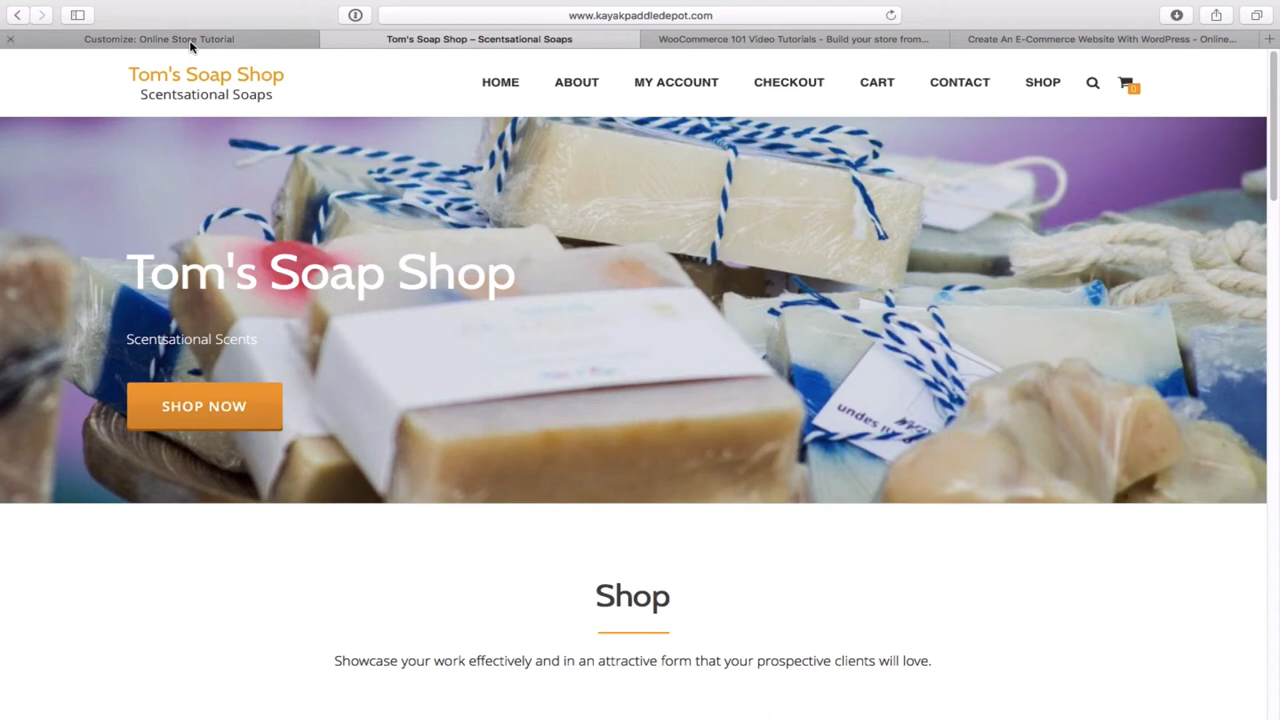 www.kayakpaddledepot.com
Customize: Online Store Tutorial
Tom's Soap Shop – Scentsational Soaps
WooCommerce 101 Video Tutorials - Build your store from...
Create An E-Commerce Website With WordPress - Online...
Tom's Soap Shop
Scentsational Soaps
HOME
ABOUT
MY ACCOUNT
CHECKOUT
CART
CONTACT
SHOP
0
Tom's Soap Shop
Scentsational Scents
SHOP NOW
Shop
Showcase your work effectively and in an attractive form that your prospective clients will love.